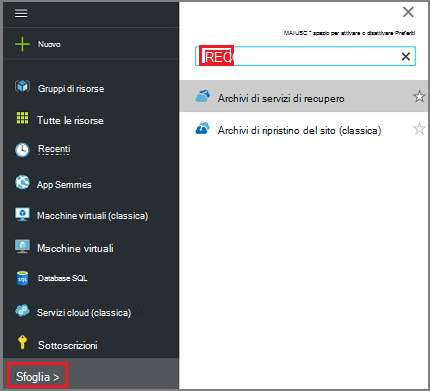 Nuovo
Gruppi di risorse
Tutte le risorse
Recenti
App Semmes
Macchine virtuali (classica)
Macchine virtuali
Database SQL
Servizi cloud (classica)
Sottoscrizioni
Sfoglia >
MAIUSC " spazio per attivare o disattivare Preferiti
REC
Archivi di servizi di recupero
Archivi di ripristino del sito (classica)